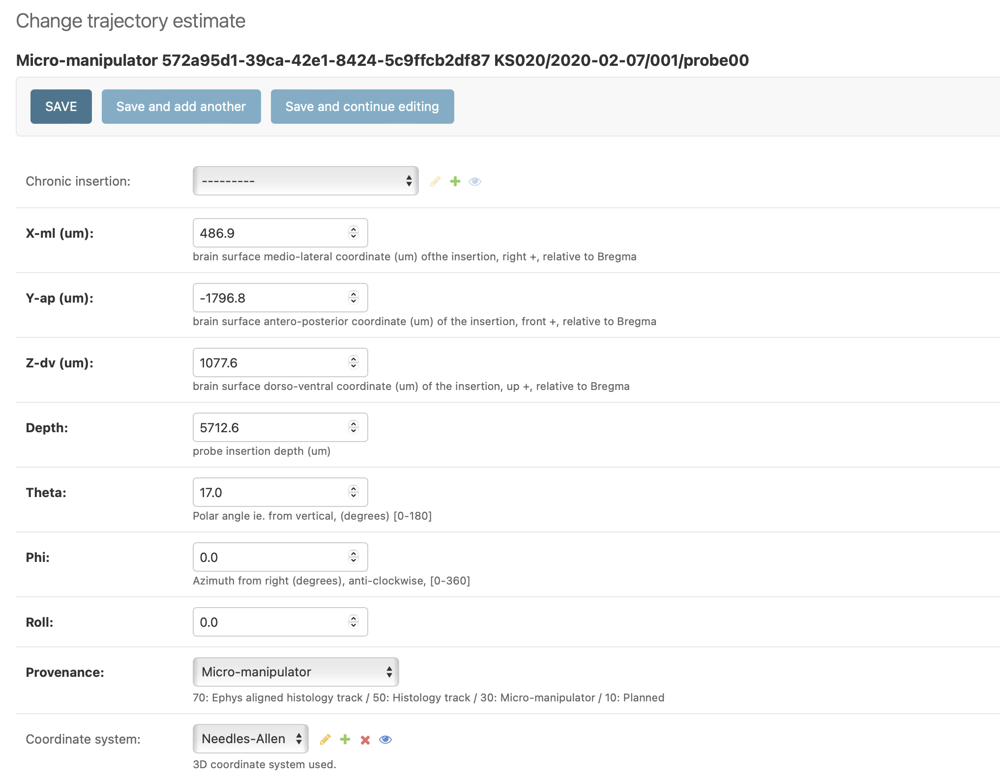 Change trajectory estimate
Micro-manipulator 572a95d1-39ca-42e1-8424-5c9ffcb2df87 KS020/2020-02-07/001/probe00
SAVE Save and add another Save and continue editing
Chronic insertion: ---------
X-ml (um): 486.9
brain surface medio-lateral coordinate (um) ofthe insertion, right +, relative to Bregma
Y-ap (um): -1796.8
brain surface antero-posterior coordinate (um) of the insertion, front +, relative to Bregma
Z-dv (um): 1077.6
brain surface dorso-ventral coordinate (um) of the insertion, up +, relative to Bregma
Depth: 5712.6
probe insertion depth (um)
Theta: 17.0
Polar angle ie. from vertical, (degrees) [0-180]
Phi: 0.0
Azimuth from right (degrees), anti-clockwise, [0-360]
Roll: 0.0
Provenance: Micro-manipulator
70: Ephys aligned histology track / 50: Histology track / 30: Micro-manipulator / 10: Planned
Coordinate system: Needles-Allen
3D coordinate system used.